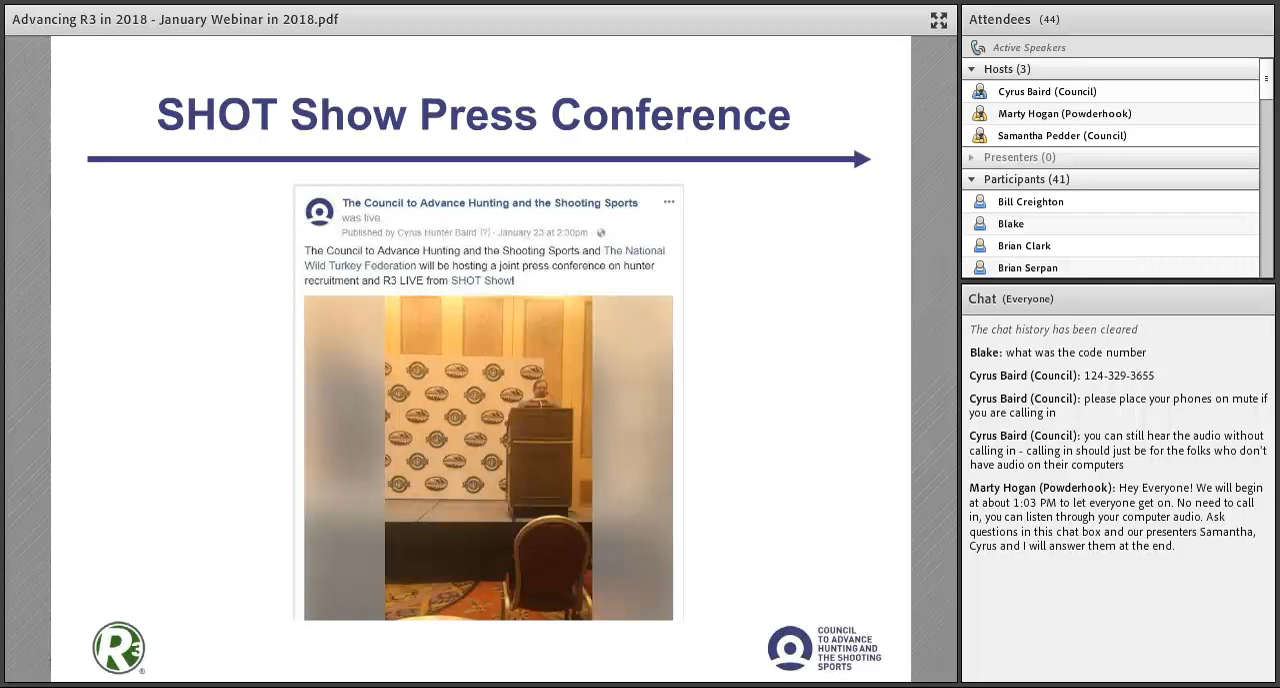 Advancing R3 in 2018 - January Webinar in 2018.pdf
SHOT Show Press Conference
The Council to Advance Hunting and the Shooting Sports
was live.
Published by Cyrus Hunter Baird [?] · January 23 at 2:30pm ·
The Council to Advance Hunting and the Shooting Sports and The National
Wild Turkey Federation will be hosting a joint press conference on hunter
recruitment and R3 LIVE from SHOT Show!
R3
®
COUNCIL
TO ADVANCE
HUNTING AND
THE SHOOTING
SPORTS
Attendees (44)
Active Speakers
Hosts (3)
Cyrus Baird (Council)
Marty Hogan (Powderhook)
Samantha Pedder (Council)
Presenters (0)
Participants (41)
Bill Creighton
Blake
Brian Clark
Brian Serpan
Chat (Everyone)
The chat history has been cleared
Blake: what was the code number
Cyrus Baird (Council): 124-329-3655
Cyrus Baird (Council): please place your phones on mute if
you are calling in
Cyrus Baird (Council): you can still hear the audio without
calling in - calling in should just be for the folks who don't
have audio on their computers
Marty Hogan (Powderhook): Hey Everyone! We will begin
at about 1:03 PM to let everyone get on. No need to call
in, you can listen through your computer audio. Ask
questions in this chat box and our presenters Samantha,
Cyrus and I will answer them at the end.